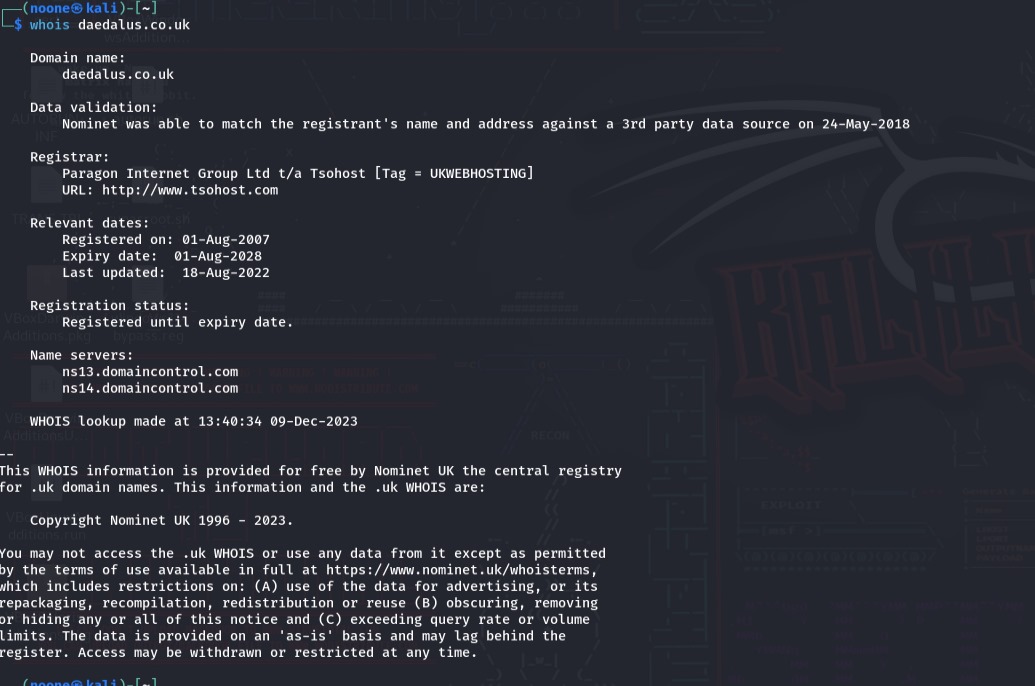 (noone㉿kali)-[~]
$ whois daedalus.co.uk
Domain name:
daedalus.co.uk
Data validation:
Nominet was able to match the registrant's name and address against a 3rd party data source on 24-May-2018
Registrar:
Paragon Internet Group Ltd t/a Tsohost [Tag = UKWEBHOSTING]
URL: http://www.tsohost.com
Relevant dates:
Registered on: 01-Aug-2007
Expiry date:  01-Aug-2028
Last updated:  18-Aug-2022
Registration status:
Registered until expiry date.
Name servers:
ns13.domaincontrol.com
ns14.domaincontrol.com
WHOIS lookup made at 13:40:34 09-Dec-2023
--
This WHOIS information is provided for free by Nominet UK the central registry
for .uk domain names. This information and the .uk WHOIS are:
Copyright Nominet UK 1996 - 2023.
You may not access the .uk WHOIS or use any data from it except as permitted
by the terms of use available in full at https://www.nominet.uk/whoisterms,
which includes restrictions on: (A) use of the data for advertising, or its
repackaging, recompilation, redistribution or reuse (B) obscuring, removing
or hiding any or all of this notice and (C) exceeding query rate or volume
limits. The data is provided on an 'as-is' basis and may lag behind the
register. Access may be withdrawn or restricted at any time.
(noone㉿kali)-[~]
RECON
EXPLOIT